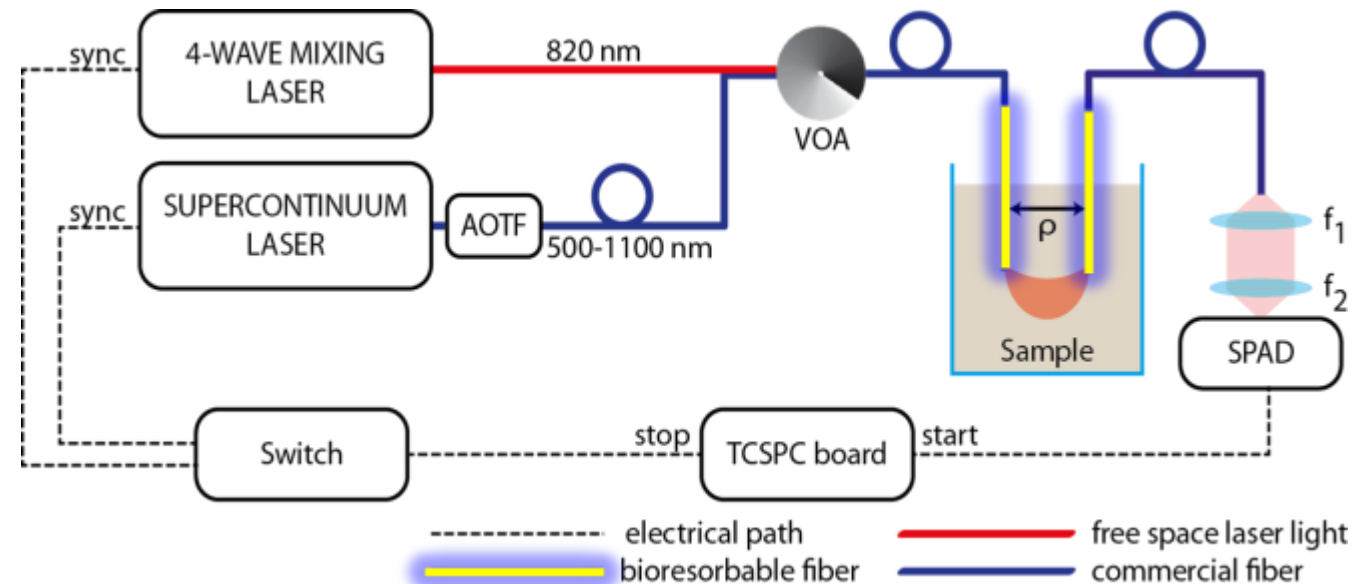 sync
4-WAVE MIXING
LASER
820 nm
VOA
sync
SUPERCONTINUUM
LASER
AOTF
500-1100 nm
ρ
Sample
f1
f2
SPAD
Switch
stop
TCSPC board
start
electrical path
free space laser light
bioresorbable fiber
commercial fiber